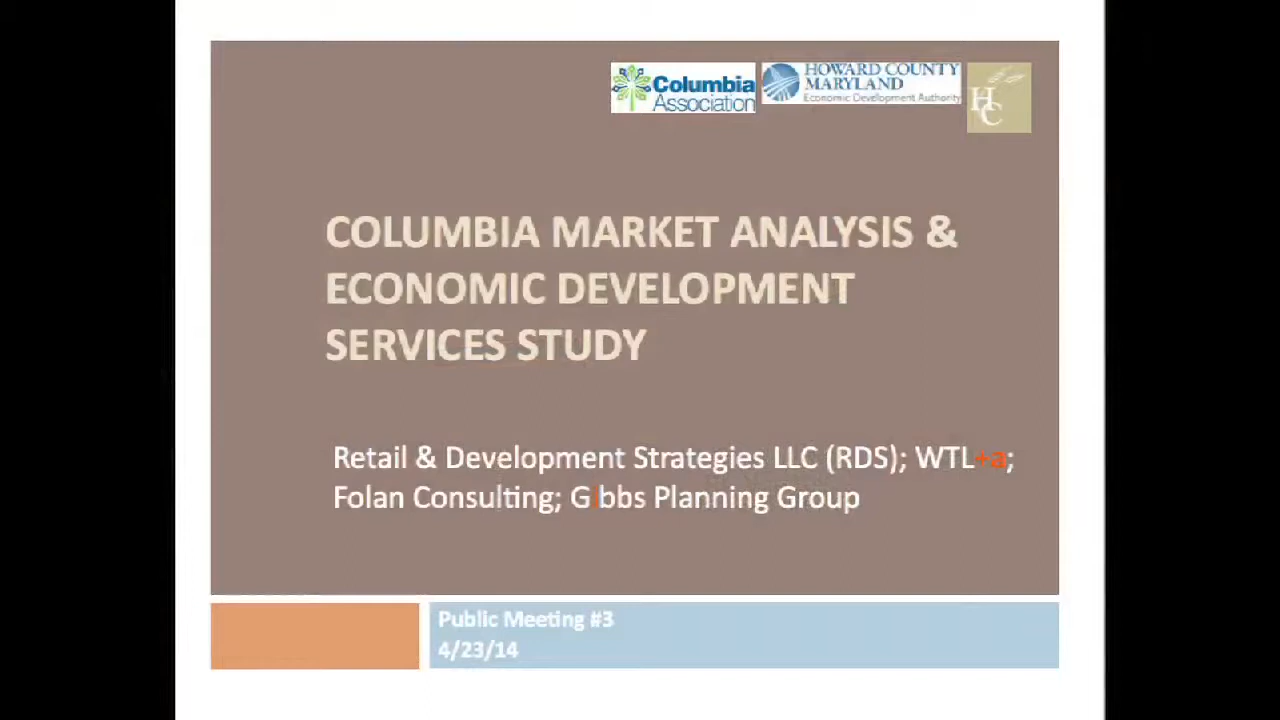 Columbia
Association
HOWARD COUNTY
MARYLAND
Economic Development Authority
HC
COLUMBIA MARKET ANALYSIS &
ECONOMIC DEVELOPMENT
SERVICES STUDY
Retail & Development Strategies LLC (RDS); WTL+a;
Folan Consulting; Gibbs Planning Group
Public Meeting #3
4/23/14